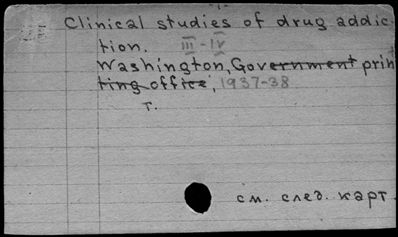 Clinical studies of drug addic
tion. III-IV
Washington, Government prin
ting office, 1937-38
T.
см. след. карт.